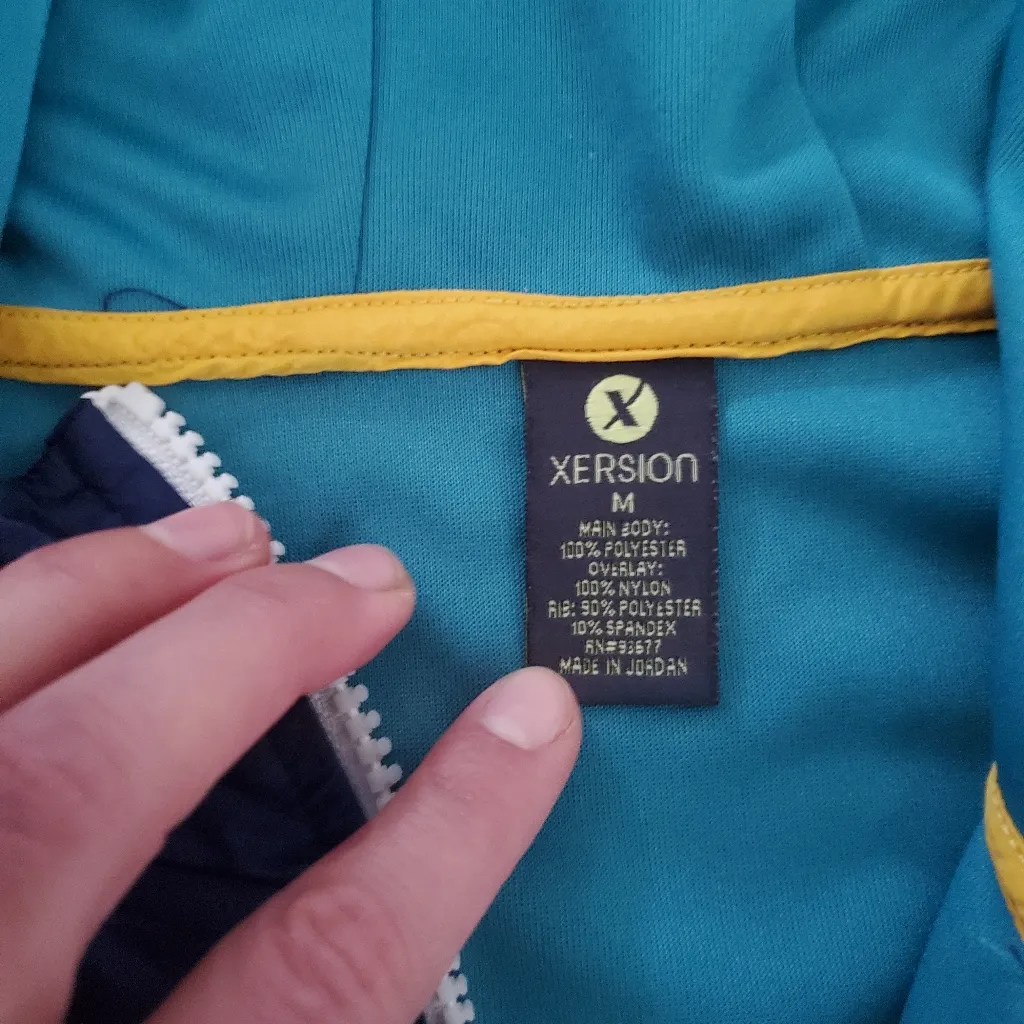 X
XERSION
M
MAIN BODY:
100% POLYESTER
OVERLAY:
100% NYLON
RIB: 90% POLYESTER
10% SPANDEX
RN#93677
MADE IN JORDAN